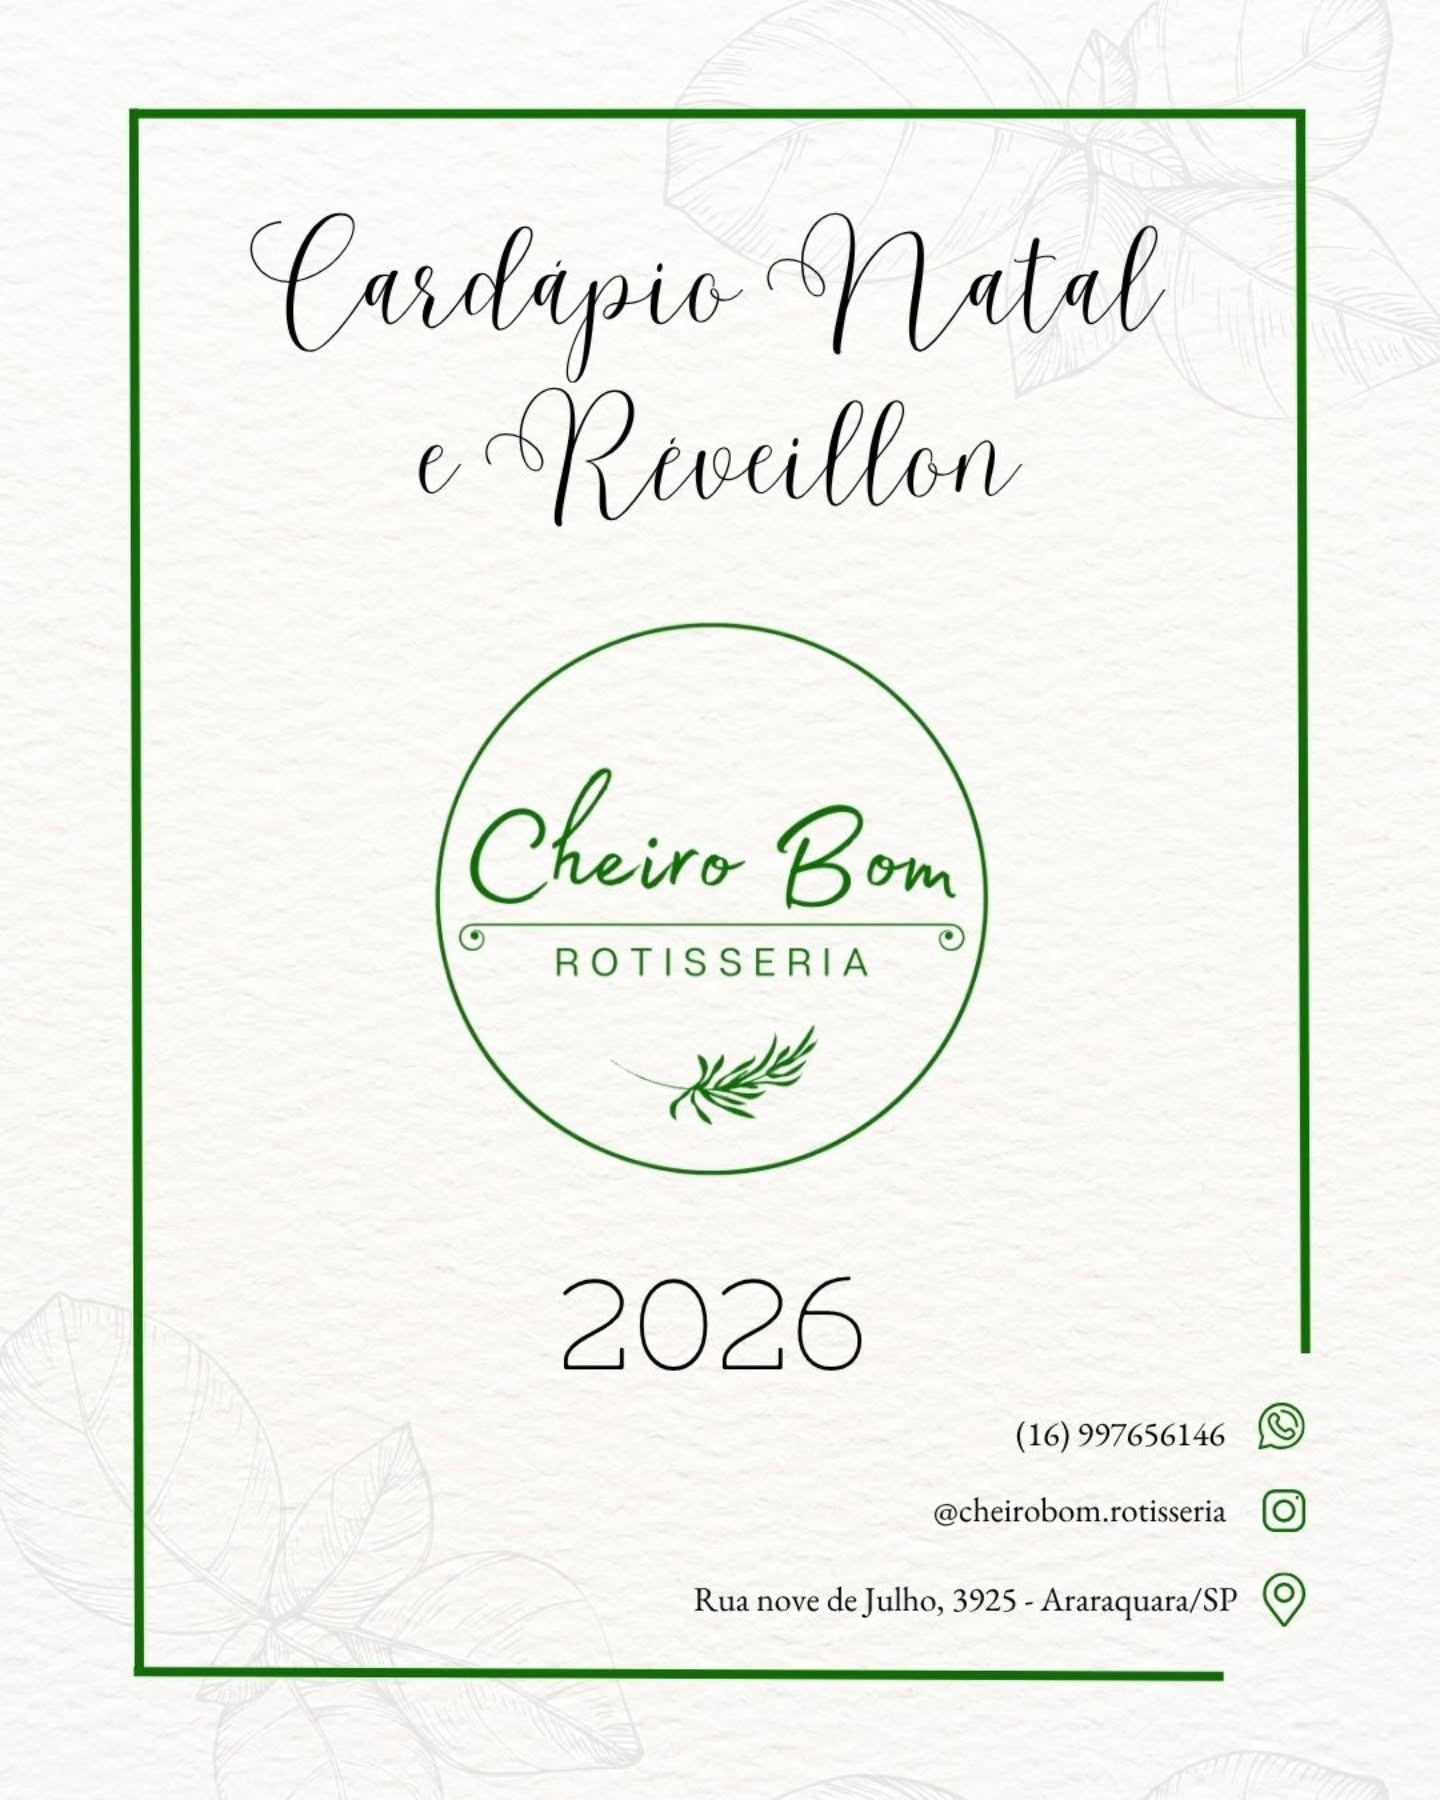 Cardápio Natal
e Réveillon
Cheiro Bom
ROTISSERIA
2026
(16) 997656146
@cheirobom.rotisseria
Rua nove de Julho, 3925 - Araraquara/SP